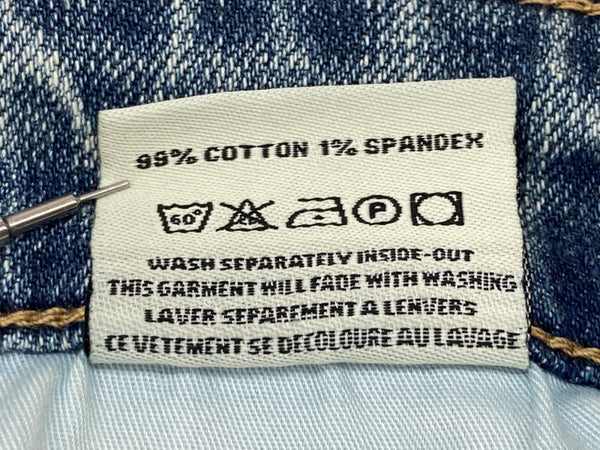 99% COTTON 1% SPANDEX
60° CL P
WASH SEPARATELY INSIDE-OUT
THIS GARMENT WILL FADE WITH WASHING
LAVER SEPAREMENT A LENVERS
CE VETEMENT SE DECOLOURE AU LAVAGE